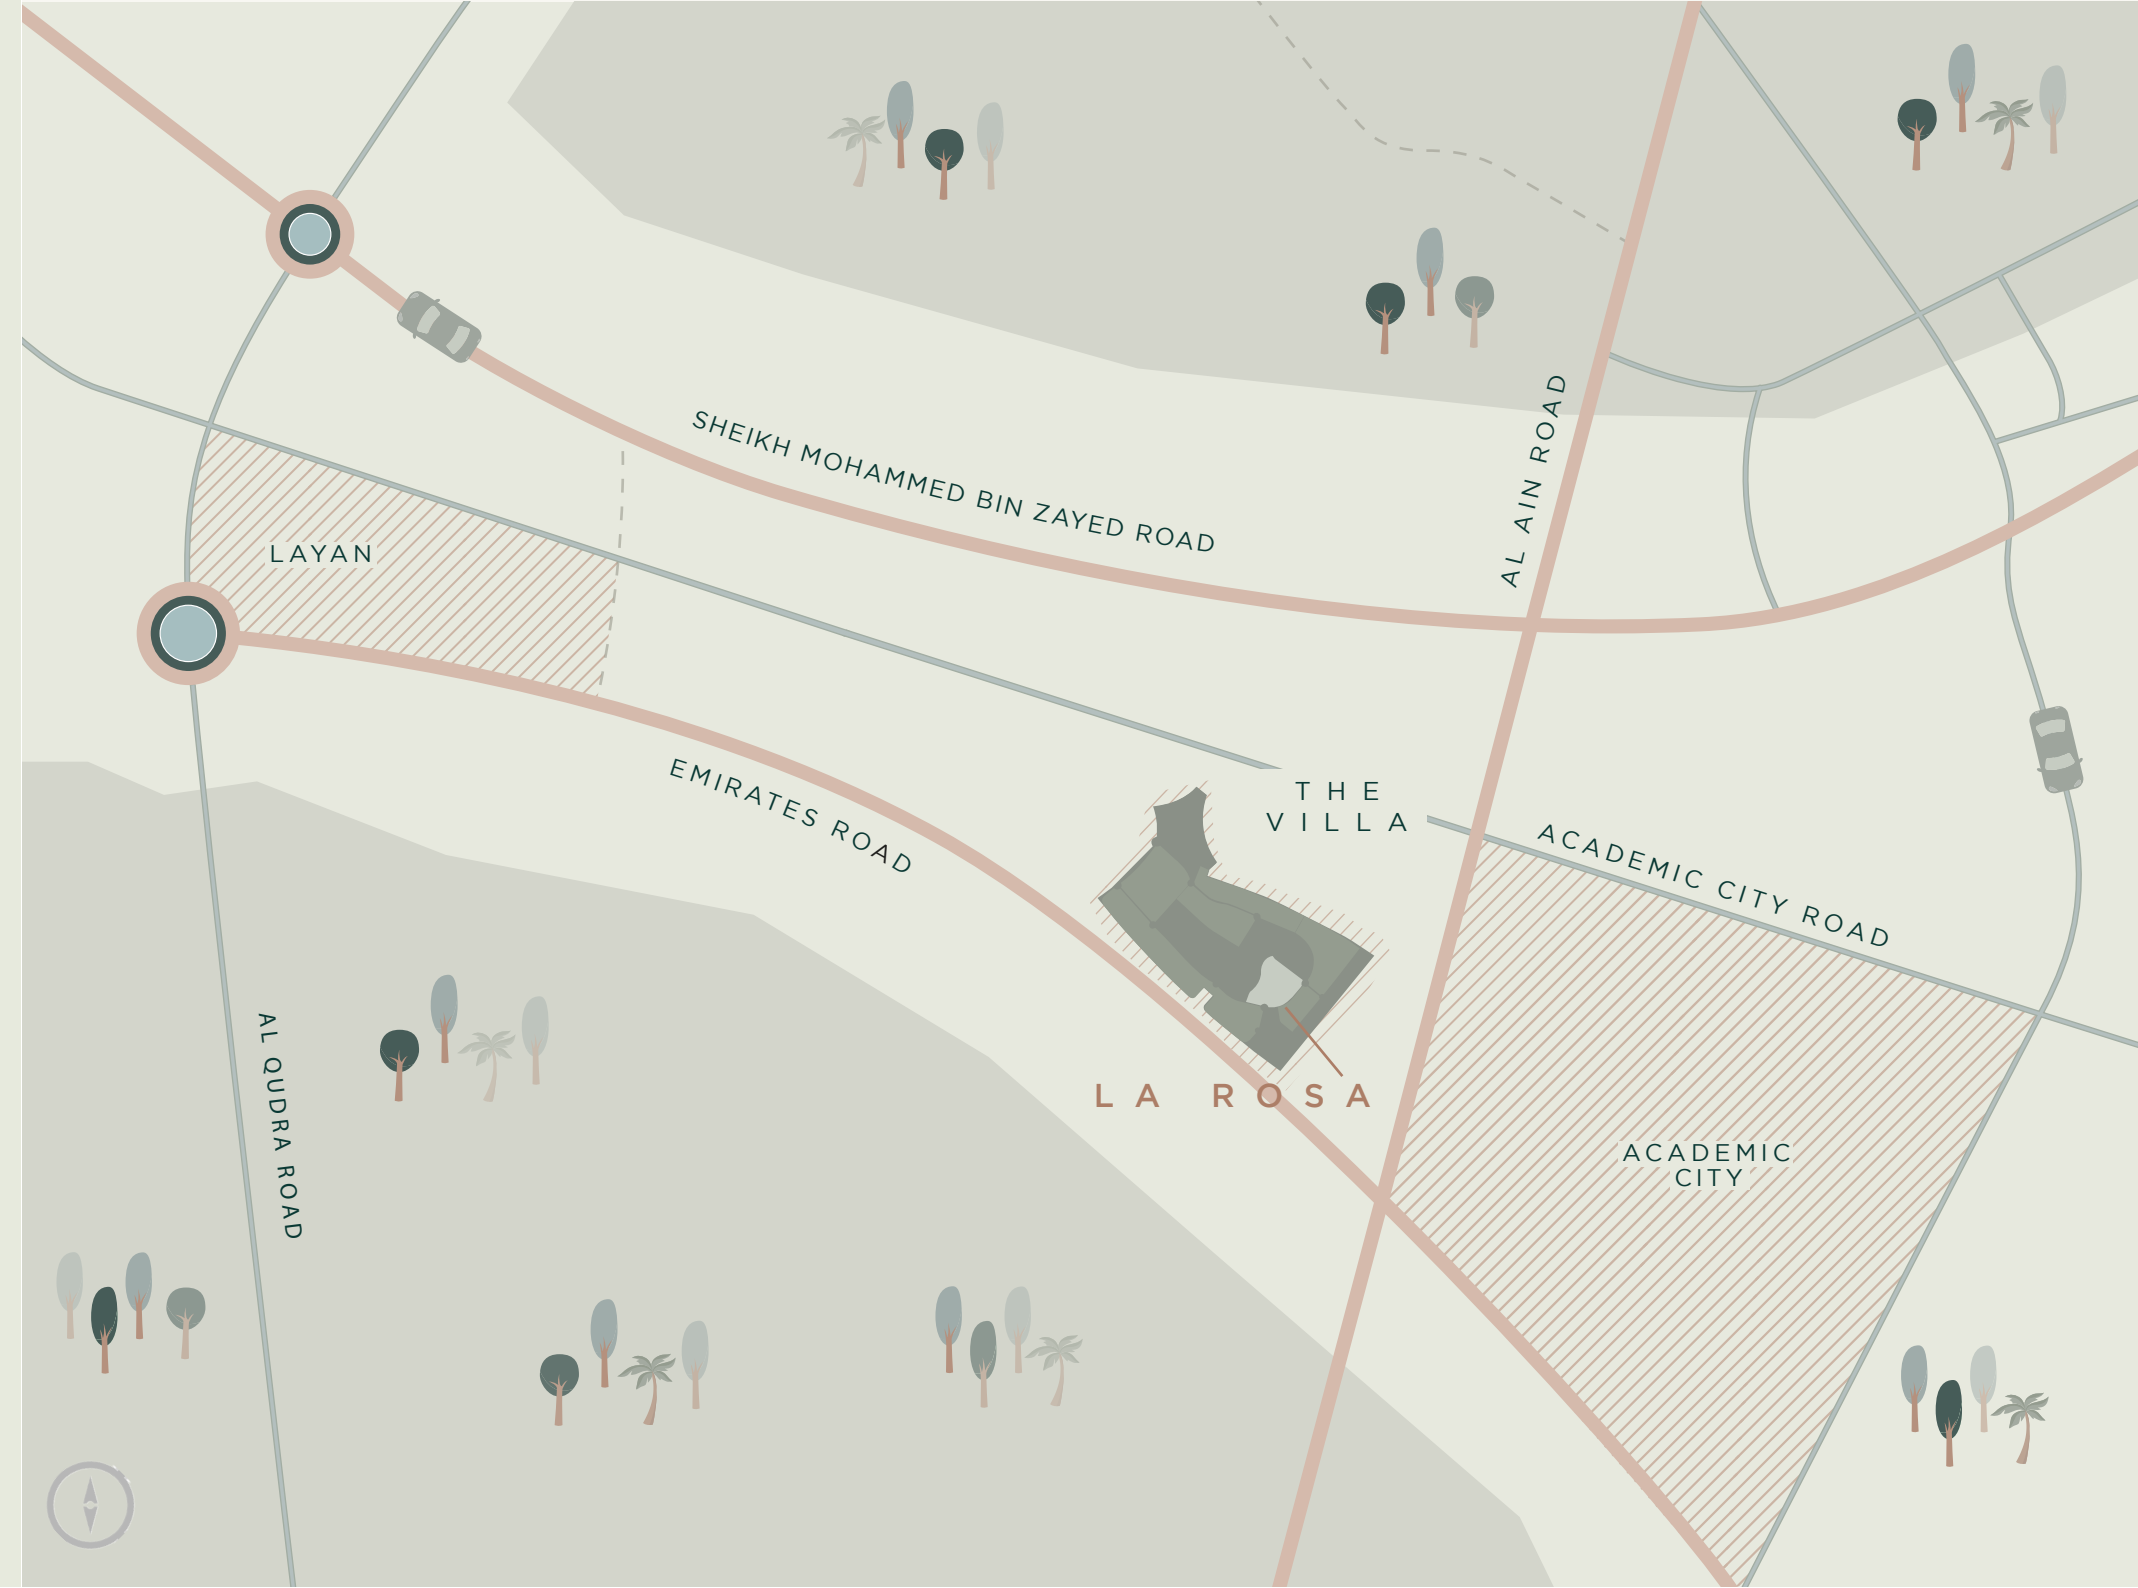 SHEIKH MOHAMMED BIN ZAYED ROAD
AL AIN ROAD
LAYAN
EMIRATES ROAD
THE
VILLA
ACADEMIC CITY ROAD
AL QUDRA ROAD
LA ROSA
ACADEMIC
CITY